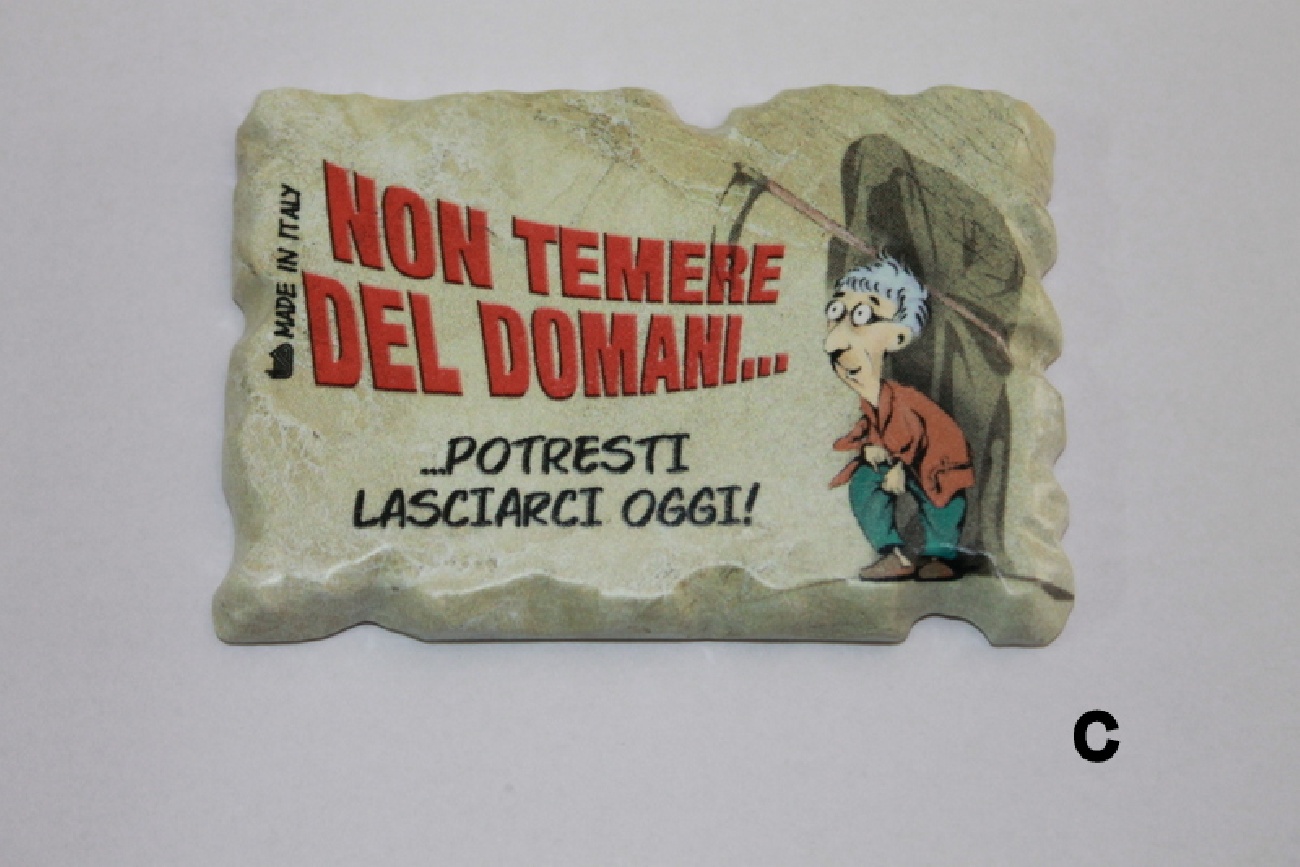 NON TEMERE
DEL DOMANI...
...POTRESTI
LASCIARCI OGGI!
MADE IN ITALY
C